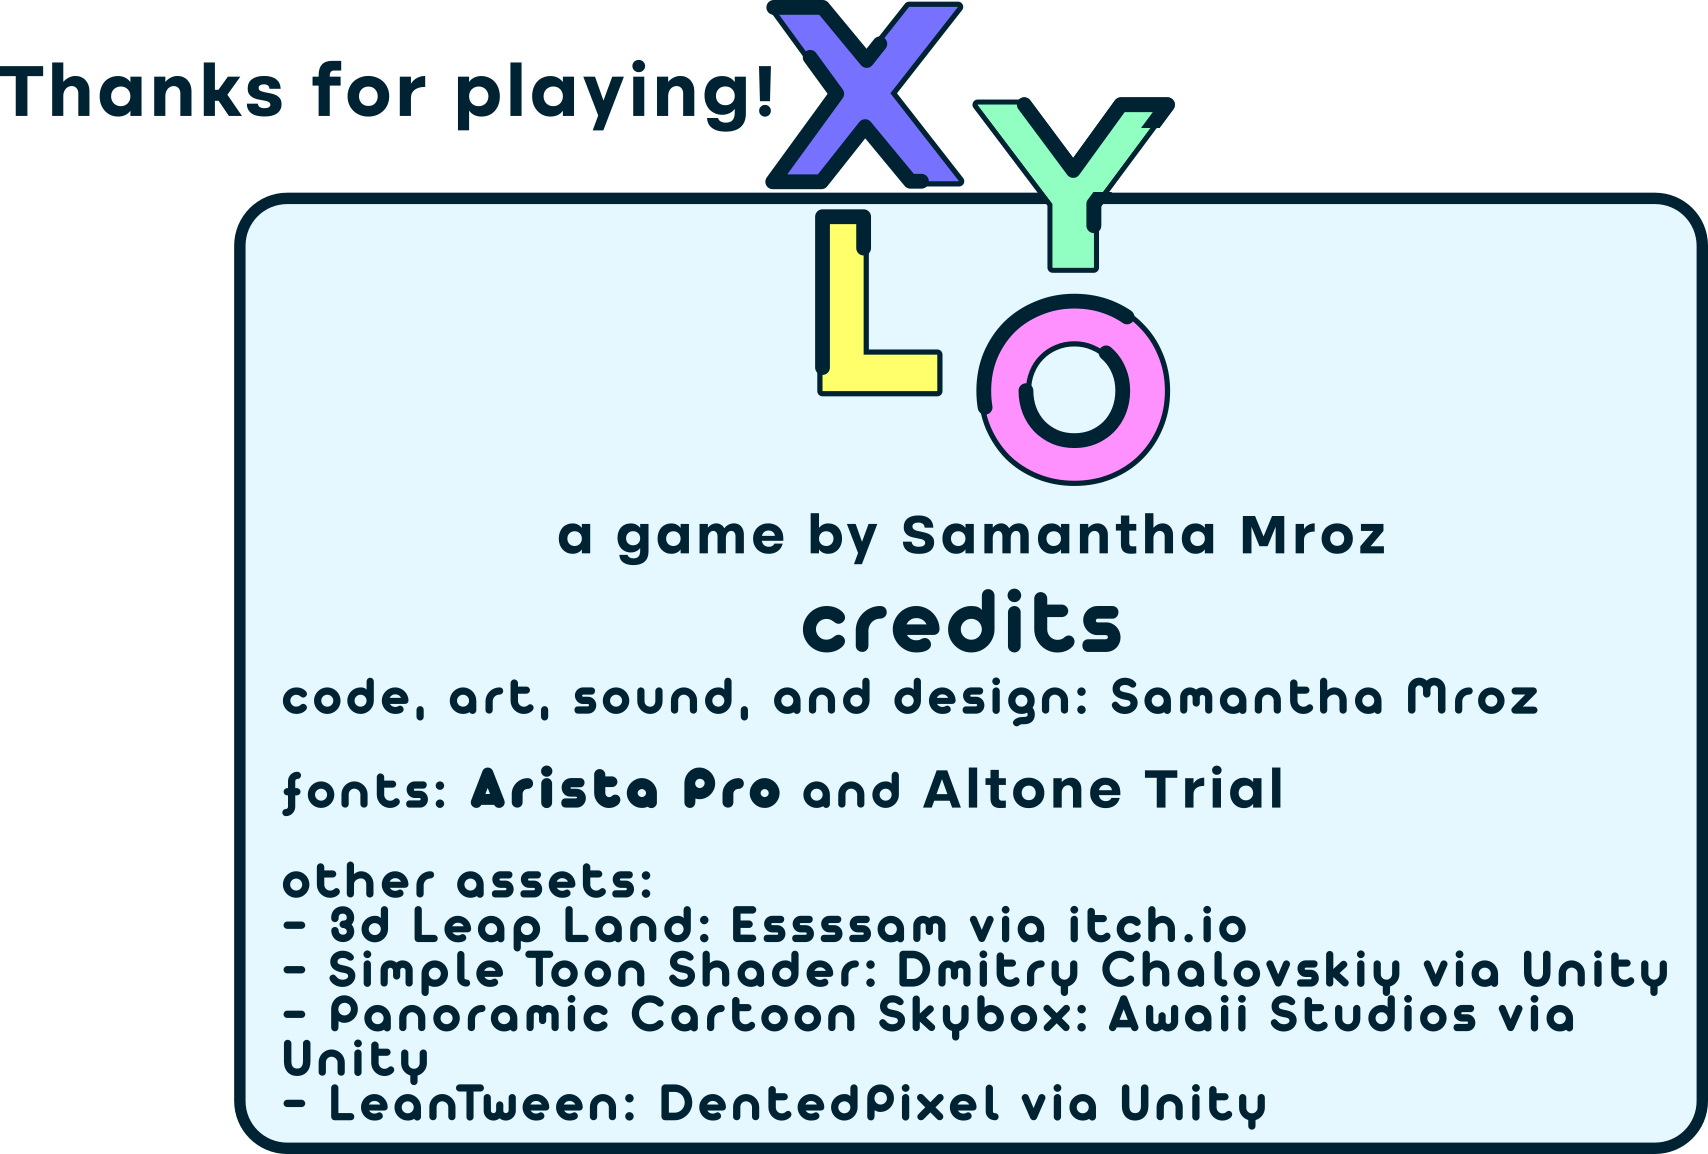 Thanks for playing!
XYLO
a game by Samantha Mroz
credits
code, art, sound, and design: Samantha Mroz
fonts: Arista Pro and Altone Trial
other assets:
- 3d Leap Land: Essssam via itch.io
- Simple Toon Shader: Dmitry Chalovskiy via Unity
- Panoramic Cartoon Skybox: Awaii Studios via
Unity
- LeanTween: DentedPixel via Unity